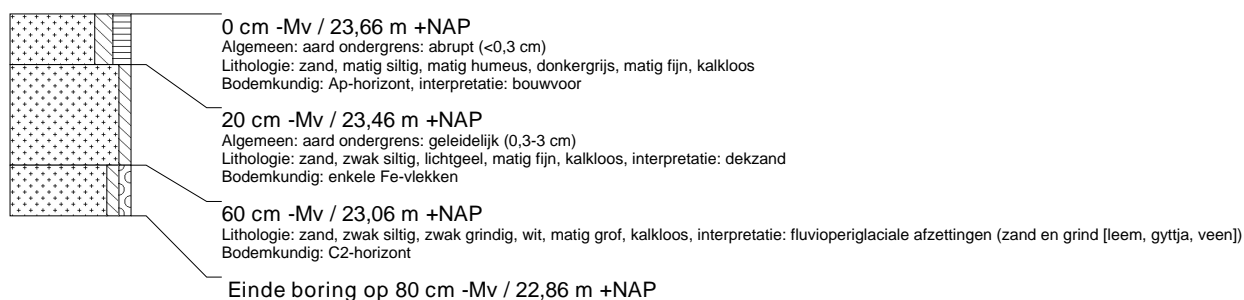 0 cm -Mv / 23,66 m +NAP
Algemeen: aard ondergrens: abrupt (<0,3 cm)
Lithologie: zand, matig siltig, matig humeus, donkergrijs, matig fijn, kalkloos
Bodemkundig: Ap-horizont, interpretatie: bouwvoor
20 cm -Mv / 23,46 m +NAP
Algemeen: aard ondergrens: geleidelijk (0,3-3 cm)
Lithologie: zand, zwak siltig, lichtgeel, matig fijn, kalkloos, interpretatie: dekzand
Bodemkundig: enkele Fe-vlekken
60 cm -Mv / 23,06 m +NAP
Lithologie: zand, zwak siltig, zwak grindig, wit, matig grof, kalkloos, interpretatie: fluvioperiglaciale afzettingen (zand en grind [leem, gyttja, veen])
Bodemkundig: C2-horizont
Einde boring op 80 cm -Mv / 22,86 m +NAP